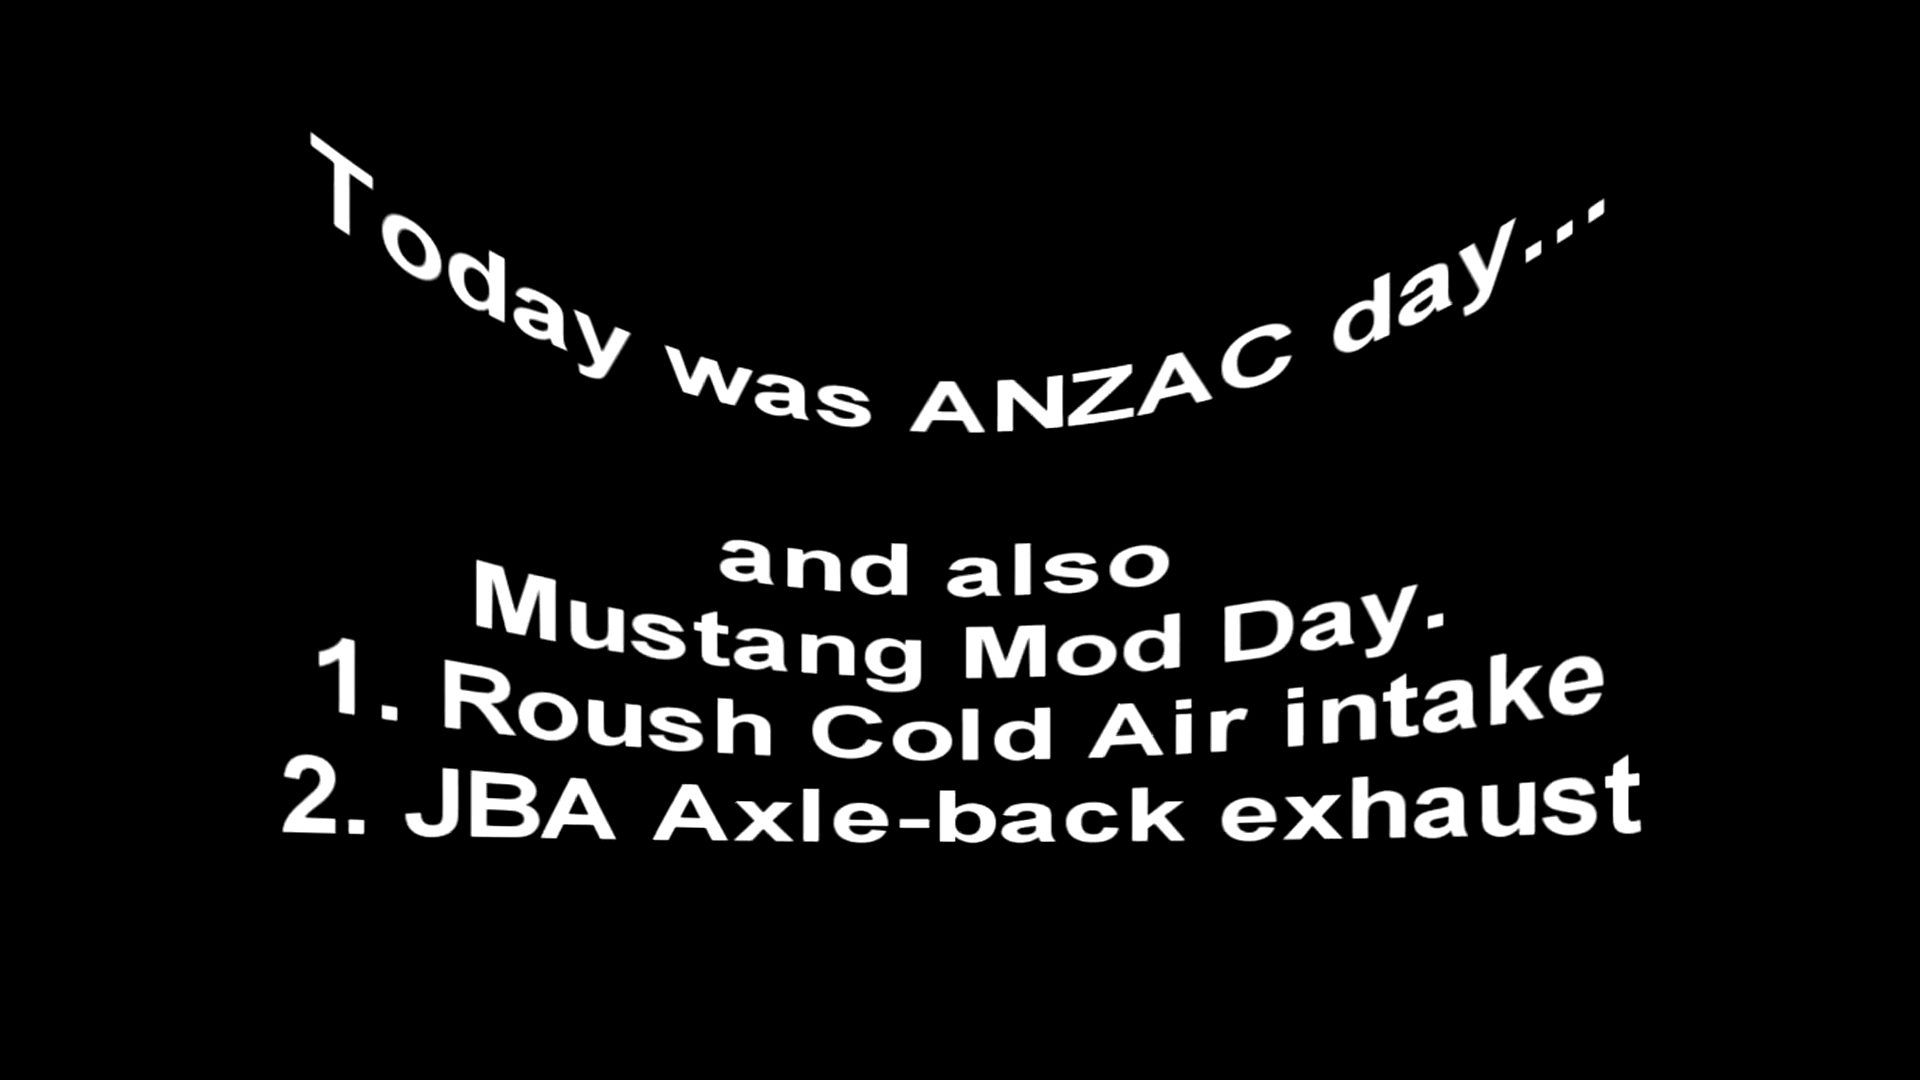 Today was ANZAC day...
and also
Mustang Mod Day.
1. Roush Cold Air intake
2. JBA Axle-back exhaust